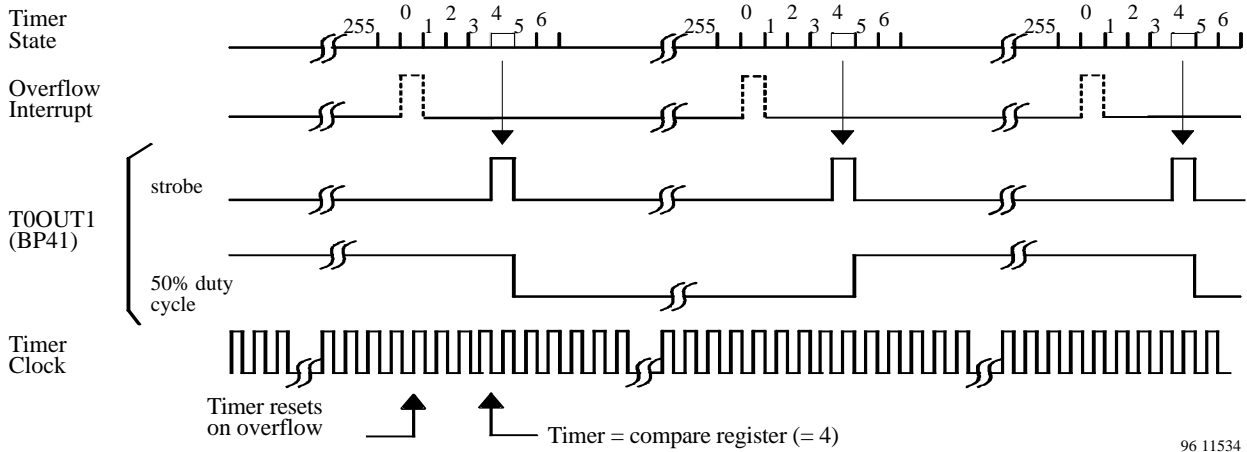 Timer
State
255 0 1 2 3 4 5 6
255 0 1 2 3 4 5 6
255 0 1 2 3 4 5 6
Overflow
Interrupt
T0OUT1
(BP41)
strobe
50% duty
cycle
Timer
Clock
Timer resets
on overflow
Timer = compare register (= 4)
96 11534